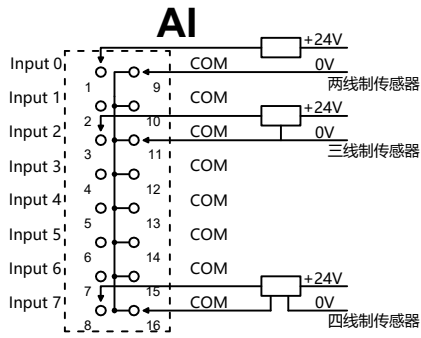 AI
+24V
Input 0 COM 0V
1 9 两线制传感器
Input 1 COM
+24V
2 10
Input 2 COM 0V
3 11 三线制传感器
Input 3 COM
4 12
Input 4 COM
5 13
Input 5 COM
6 14
Input 6 COM
+24V
7 15
Input 7 COM 0V
8 16 四线制传感器